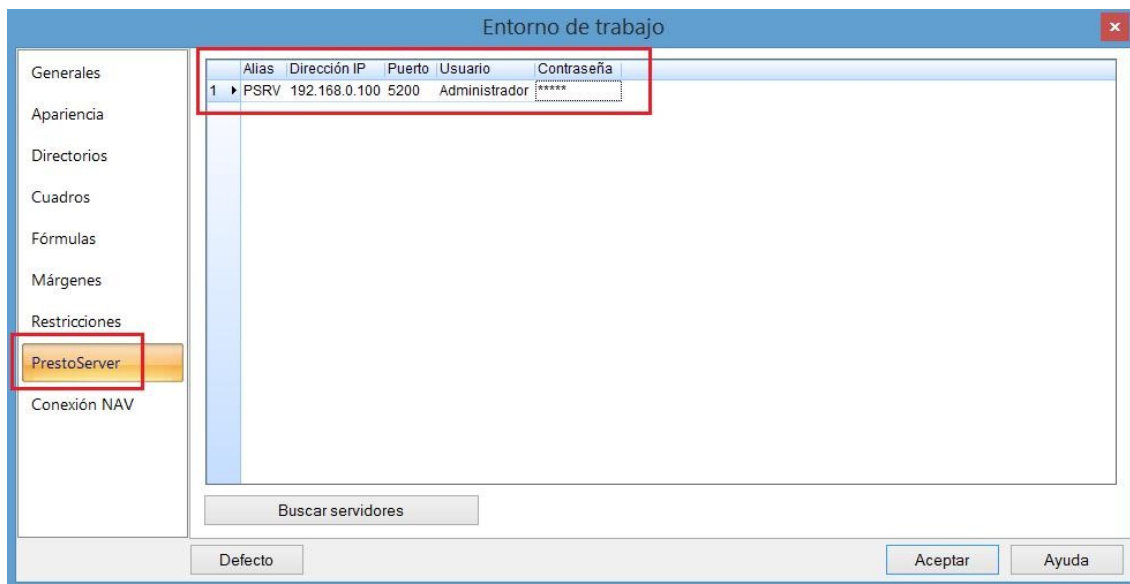 Entorno de trabajo
Generales
Apariencia
Directorios
Cuadros
Fórmulas
Márgenes
Restricciones
PrestoServer
Conexión NAV
Alias Dirección IP Puerto Usuario Contraseña
1 PSRV 192.168.0.100 5200 Administrador *****
Buscar servidores
Defecto Aceptar Ayuda